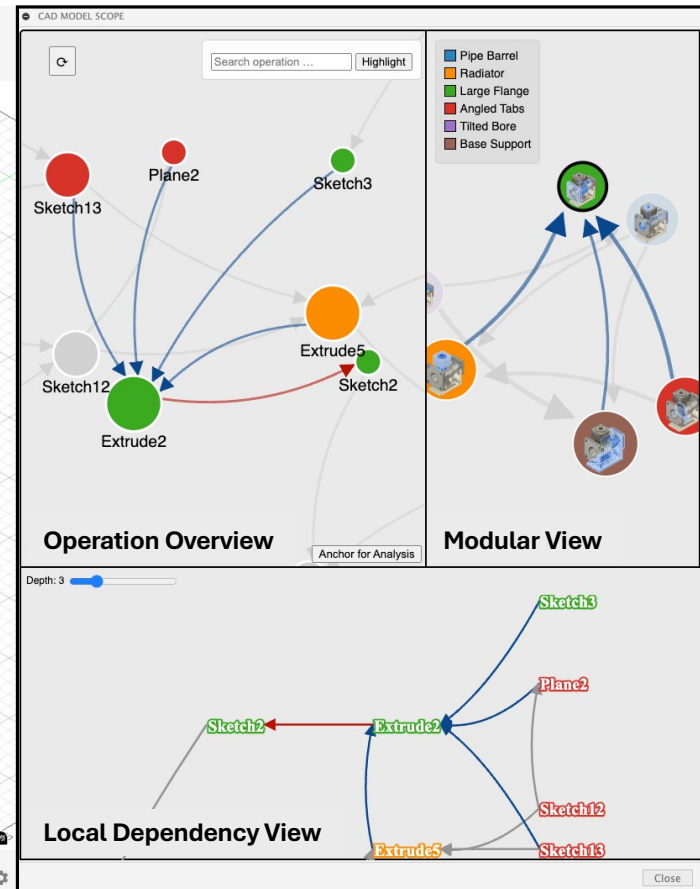 CAD MODEL SCOPE
⟳
Search operation ...
Highlight
Plane2
Sketch3
Sketch13
Extrude5
Sketch12
Sketch2
Extrude2
Operation Overview
Anchor for Analysis
Pipe Barrel
Radiator
Large Flange
Angled Tabs
Tilted Bore
Base Support
Modular View
Depth: 3
Sketch3
Plane2
Sketch2
Extrude2
Sketch12
Local Dependency View
Extrude5
Sketch13
Close